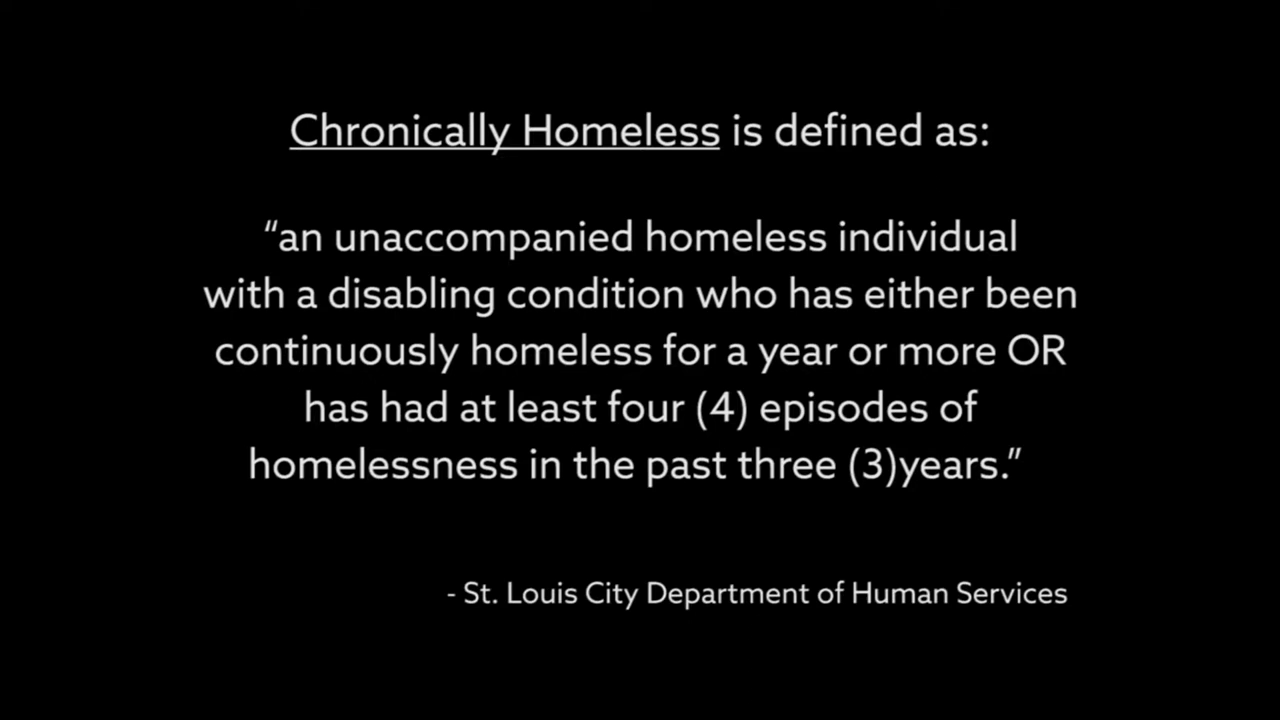 Chronically Homeless is defined as:
“an unaccompanied homeless individual
with a disabling condition who has either been
continuously homeless for a year or more OR
has had at least four (4) episodes of
homelessness in the past three (3)years.”
- St. Louis City Department of Human Services